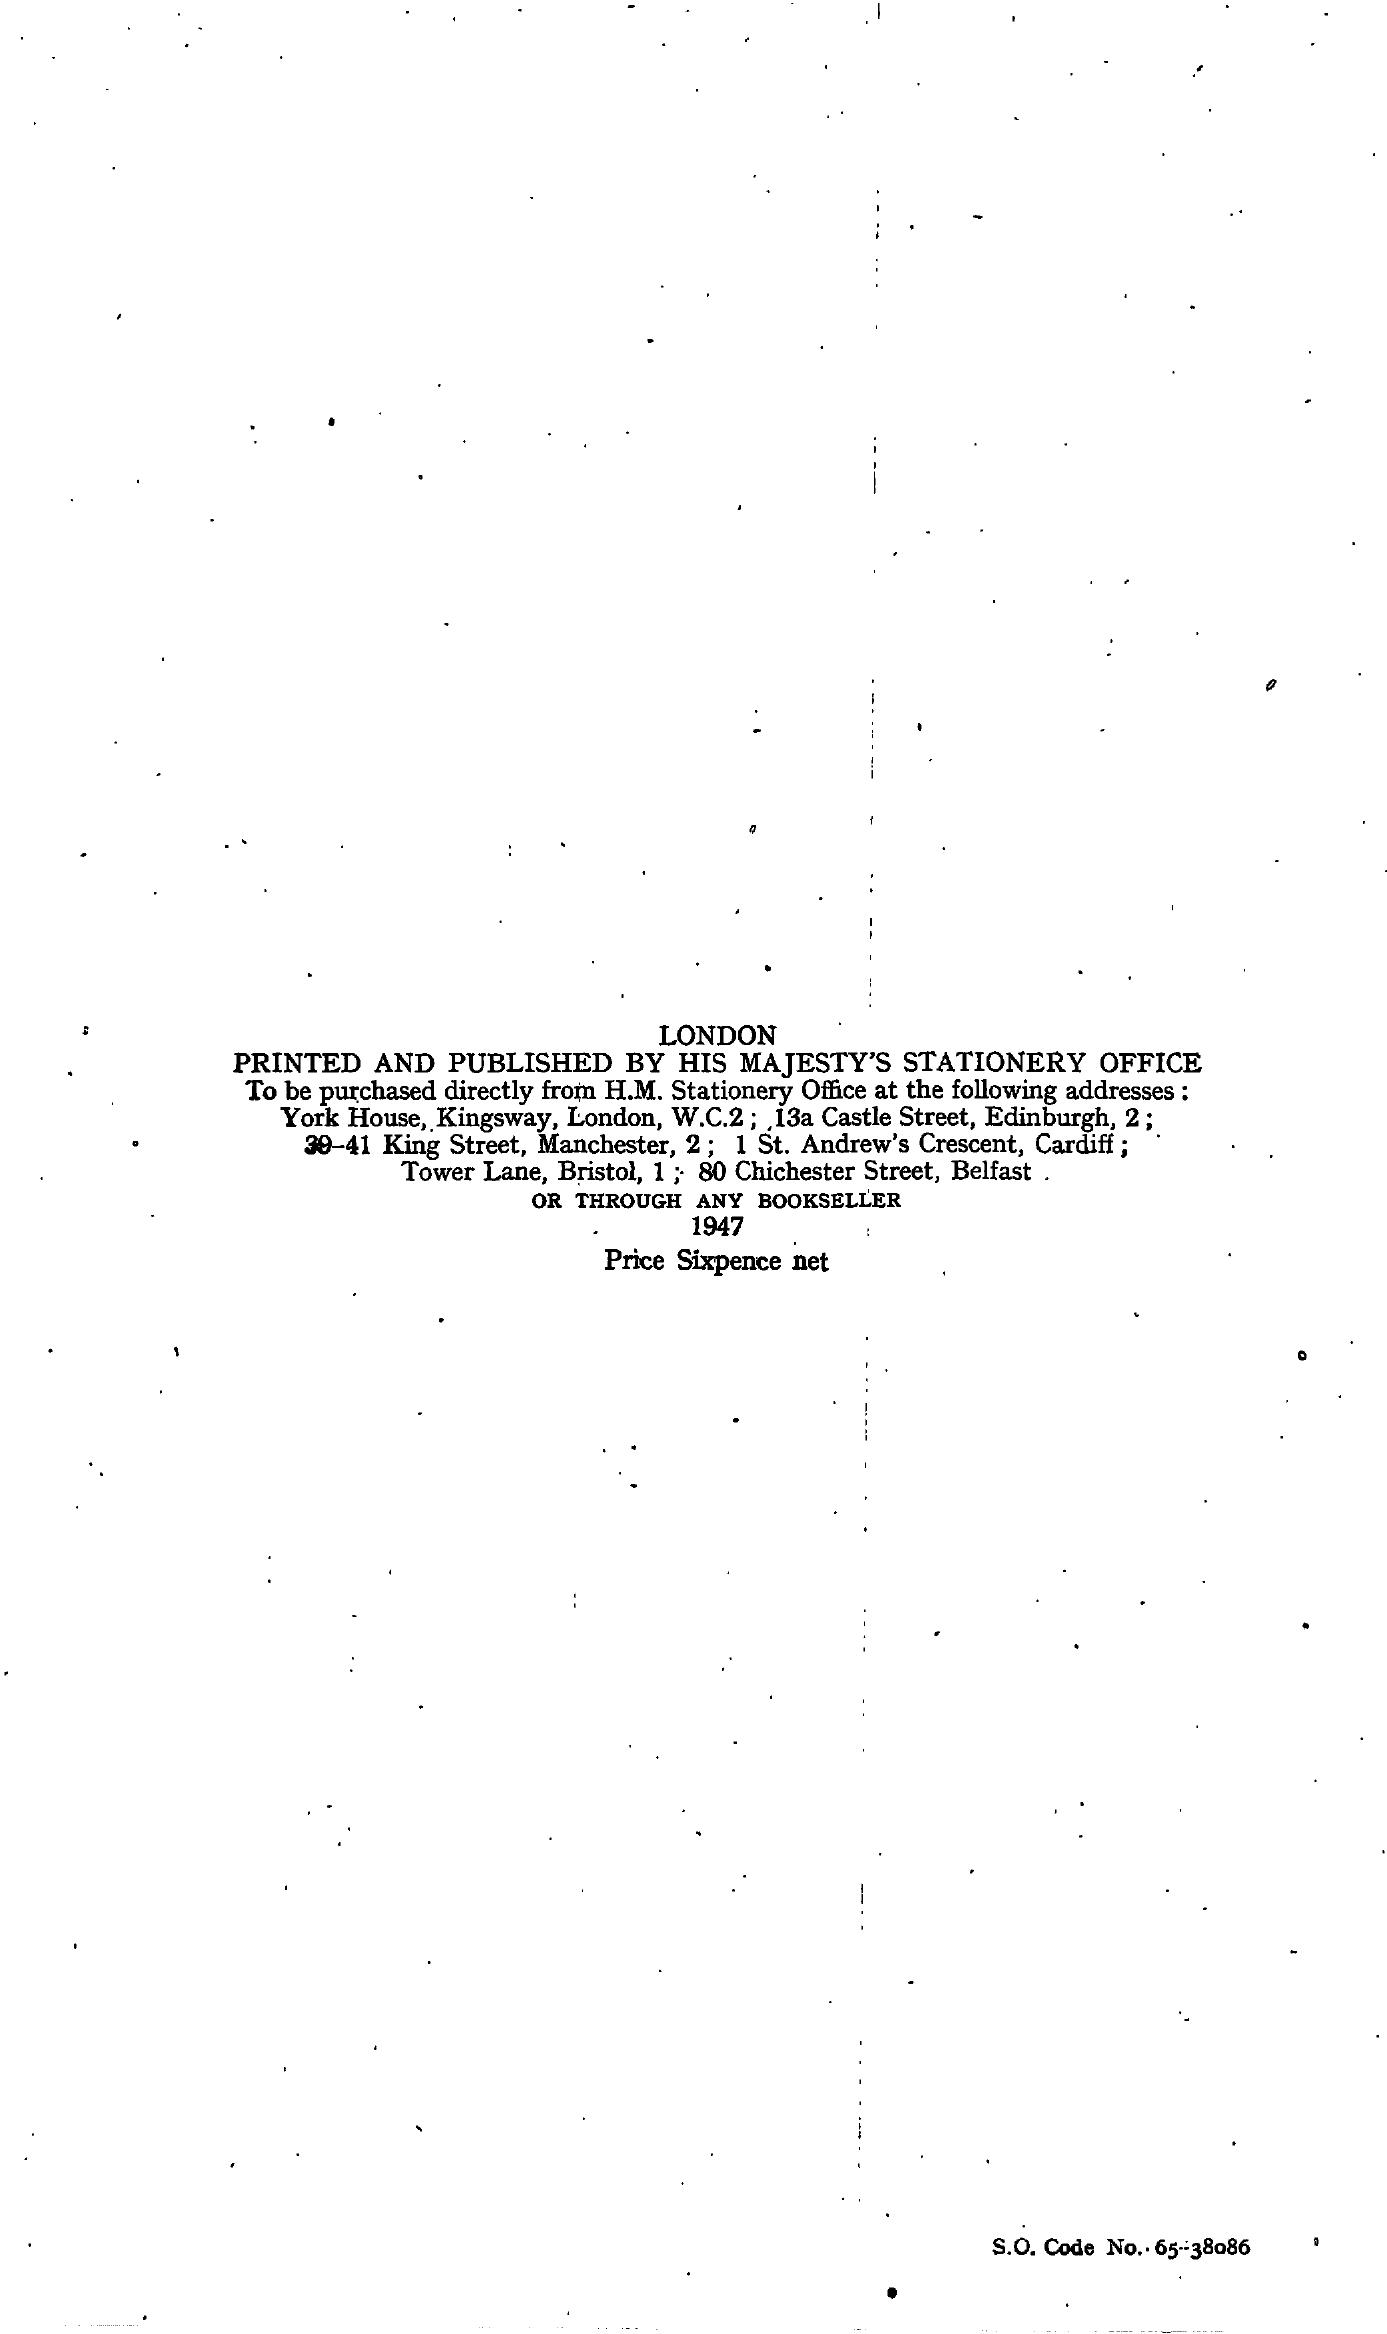 LONDON
PRINTED AND PUBLISHED BY HIS MAJESTY'S STATIONERY OFFICE
To be purchased directly from H.M. Stationery Office at the following addresses :
York House, Kingsway, London, W.C.2 ; 13a Castle Street, Edinburgh, 2 ;
39-41 King Street, Manchester, 2 ; 1 St. Andrew's Crescent, Cardiff ;
Tower Lane, Bristol, 1 ; 80 Chichester Street, Belfast
OR THROUGH ANY BOOKSELLER
1947
Price Sixpence net
S.O. Code No. 65-38086